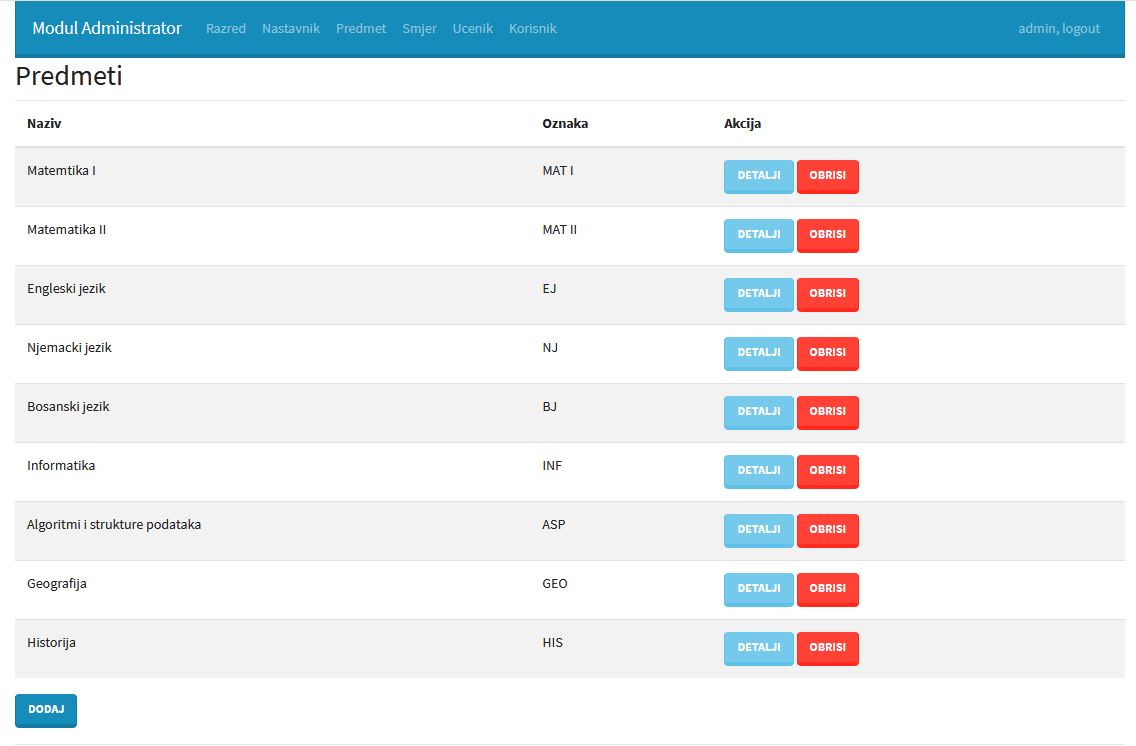 Modul Administrator Razred Nastavnik Predmet Smjer Ucenik Korisnik admin, logout
Predmeti
Naziv Oznaka Akcija
Matemtika I MAT I DETALJI OBRISI
Matematika II MAT II DETALJI OBRISI
Engleski jezik EJ DETALJI OBRISI
Njemacki jezik NJ DETALJI OBRISI
Bosanski jezik BJ DETALJI OBRISI
Informatika INF DETALJI OBRISI
Algoritmi i strukture podataka ASP DETALJI OBRISI
Geografija GEO DETALJI OBRISI
Historija HIS DETALJI OBRISI
DODAJ